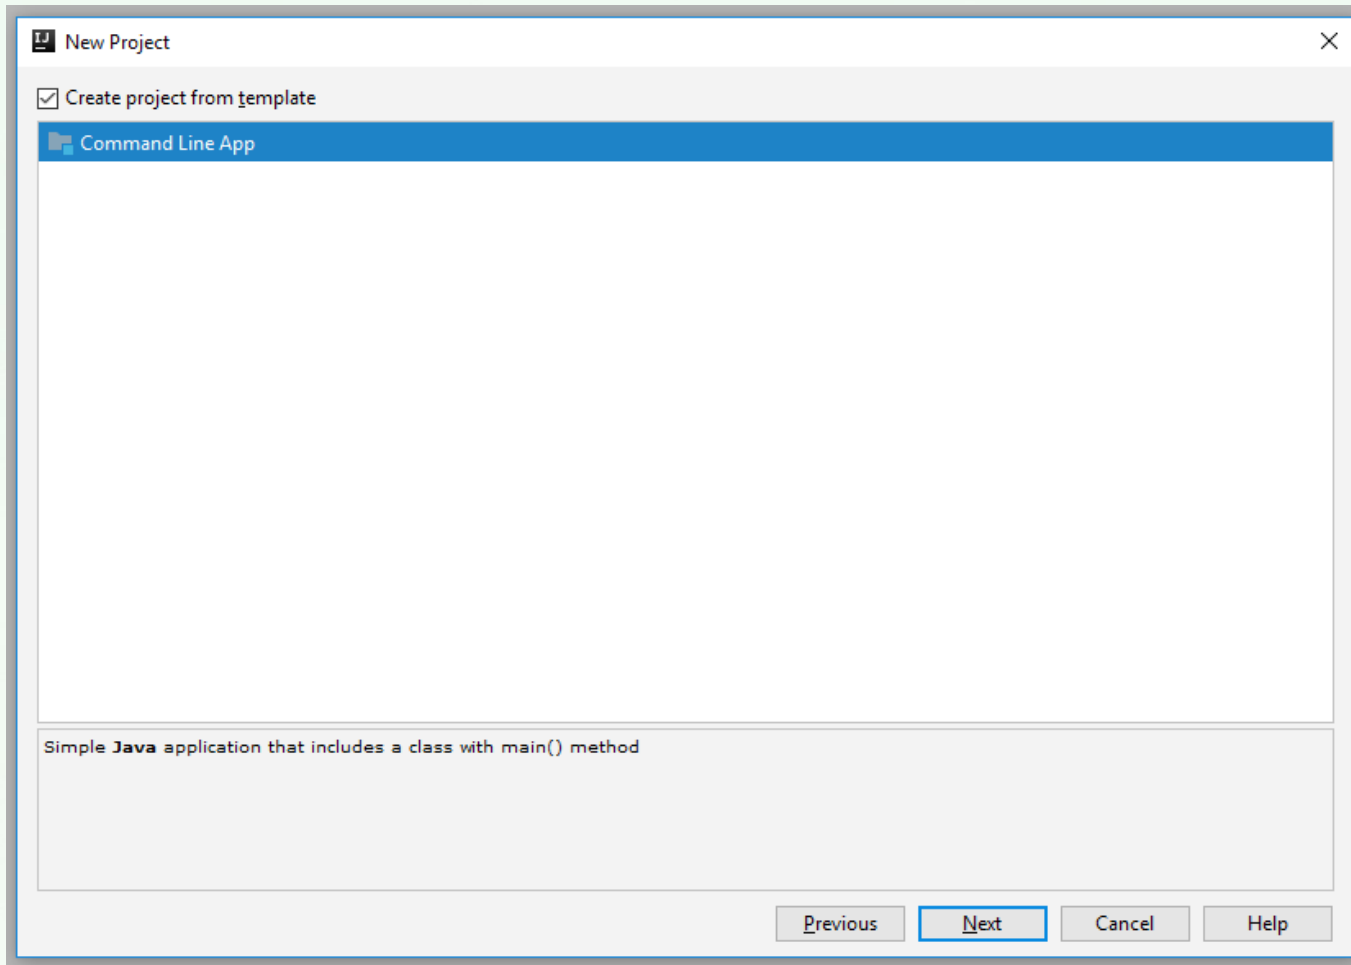 IJ New Project
Create project from template
Command Line App
Simple Java application that includes a class with main() method
Previous Next Cancel Help